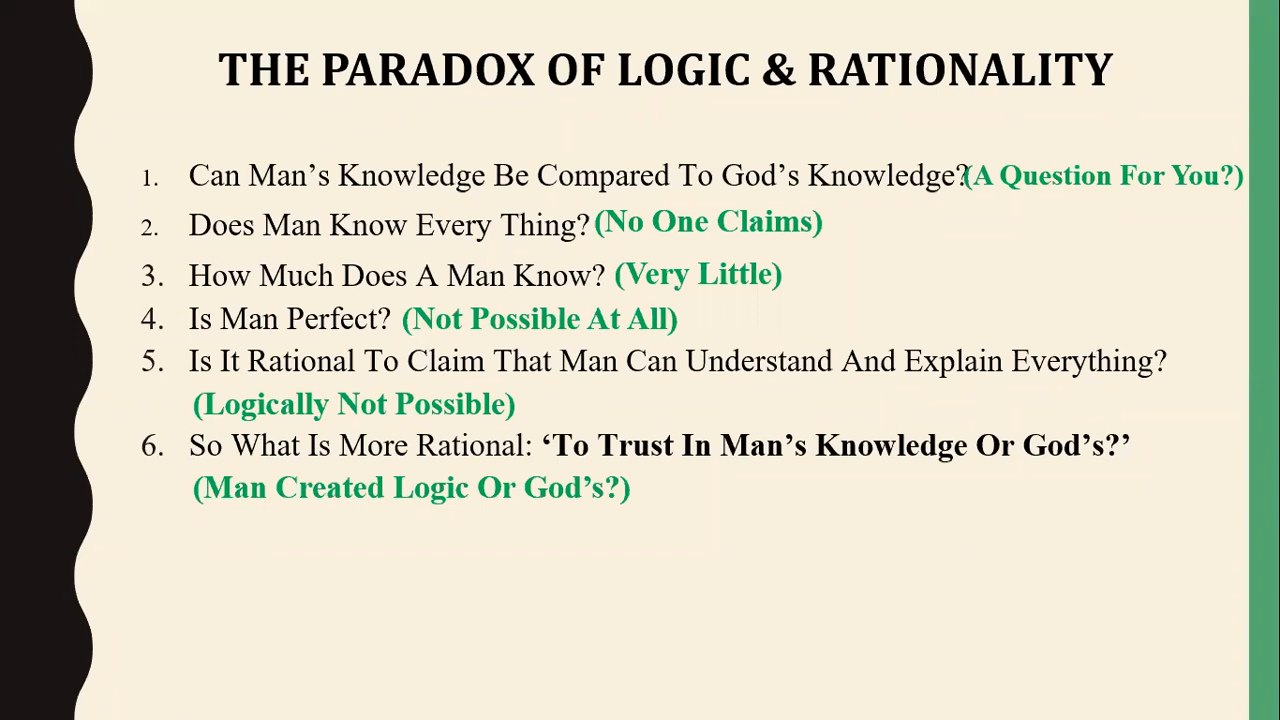 THE PARADOX OF LOGIC & RATIONALITY
1. Can Man’s Knowledge Be Compared To God’s Knowledge?(A Question For You?)
2. Does Man Know Every Thing? (No One Claims)
3. How Much Does A Man Know? (Very Little)
4. Is Man Perfect? (Not Possible At All)
5. Is It Rational To Claim That Man Can Understand And Explain Everything?
(Logically Not Possible)
6. So What Is More Rational: ‘To Trust In Man’s Knowledge Or God’s?’
(Man Created Logic Or God’s?)